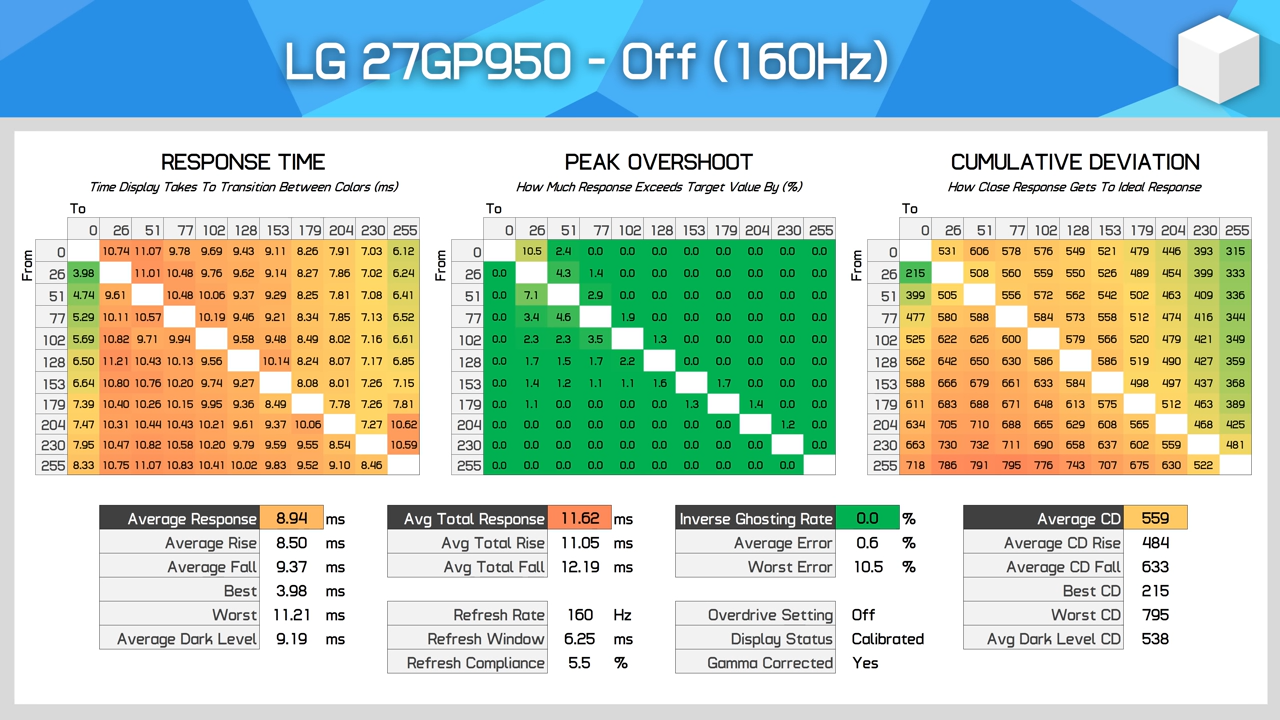 LG 27GP950 - Off (160Hz)
RESPONSE TIME
Time Display Takes To Transition Between Colors (ms)
To
From
0 26 51 77 102 128 153 179 204 230 255
0 10.74 11.07 9.78 9.69 9.43 9.11 8.26 7.91 7.03 6.12
26 3.98 11.01 10.48 9.76 9.62 9.14 8.27 7.86 7.02 6.24
51 4.74 9.61 10.48 10.06 9.37 9.29 8.25 7.81 7.08 6.41
77 5.29 10.11 10.57 10.19 9.46 9.21 8.34 7.85 7.13 6.52
102 5.69 10.82 9.71 9.94 9.58 9.48 8.49 8.02 7.16 6.61
128 6.50 11.21 10.43 10.13 9.56 10.14 8.24 8.07 7.17 6.85
153 6.64 10.80 10.76 10.20 9.74 9.27 8.08 8.01 7.26 7.15
179 7.39 10.40 10.26 10.15 9.95 9.36 8.49 7.78 7.26 7.81
204 7.47 10.31 10.44 10.43 10.21 9.61 9.37 10.06 7.27 10.62
230 7.95 10.47 10.82 10.58 10.20 9.79 9.59 9.55 8.54 10.59
255 8.33 10.75 11.07 10.83 10.41 10.02 9.83 9.52 9.10 8.46
PEAK OVERSHOOT
How Much Response Exceeds Target Value By (%)
To
From
0 26 51 77 102 128 153 179 204 230 255
0 10.5 2.4 0.0 0.0 0.0 0.0 0.0 0.0 0.0 0.0
26 0.0 4.3 1.4 0.0 0.0 0.0 0.0 0.0 0.0 0.0
51 0.0 7.1 2.9 0.0 0.0 0.0 0.0 0.0 0.0 0.0
77 0.0 3.4 4.6 1.9 0.0 0.0 0.0 0.0 0.0 0.0
102 0.0 2.3 2.3 3.5 1.3 0.0 0.0 0.0 0.0 0.0
128 0.0 1.7 1.5 1.7 2.2 0.0 0.0 0.0 0.0 0.0
153 0.0 1.4 1.2 1.1 1.1 1.6 1.7 0.0 0.0 0.0
179 0.0 1.1 0.0 0.0 0.0 0.0 1.3 1.4 0.0 0.0
204 0.0 0.0 0.0 0.0 0.0 0.0 0.0 0.0 1.2 0.0
230 0.0 0.0 0.0 0.0 0.0 0.0 0.0 0.0 0.0 0.0
255 0.0 0.0 0.0 0.0 0.0 0.0 0.0 0.0 0.0 0.0
CUMULATIVE DEVIATION
How Close Response Gets To Ideal Response
To
From
0 26 51 77 102 128 153 179 204 230 255
0 531 606 578 576 549 521 479 446 393 315
26 215 508 560 559 550 526 482 454 399 333
51 399 505 556 572 562 542 502 463 409 336
77 477 580 588 584 573 558 512 474 416 344
102 525 622 626 600 579 566 520 479 421 349
128 562 642 650 630 586 586 519 490 427 359
153 588 666 679 661 633 584 498 497 437 368
179 611 683 688 671 648 613 575 512 463 389
204 634 705 710 688 665 629 608 565 468 425
230 663 730 732 711 690 658 637 602 559 481
255 718 786 791 795 776 743 707 675 630 522
Average Response 8.94 ms
Average Rise 8.50 ms
Average Fall 9.37 ms
Best 3.98 ms
Worst 11.21 ms
Average Dark Level 9.19 ms
Avg Total Response 11.62 ms
Avg Total Rise 11.05 ms
Avg Total Fall 12.19 ms
Refresh Rate 160 Hz
Refresh Window 6.25 ms
Refresh Compliance 5.5 %
Inverse Ghosting Rate 0.0 %
Average Error 0.6 %
Worst Error 10.5 %
Overdrive Setting Off
Display Status Calibrated
Gamma Corrected Yes
Average CD 559
Average CD Rise 484
Average CD Fall 633
Best CD 215
Worst CD 795
Avg Dark Level CD 538